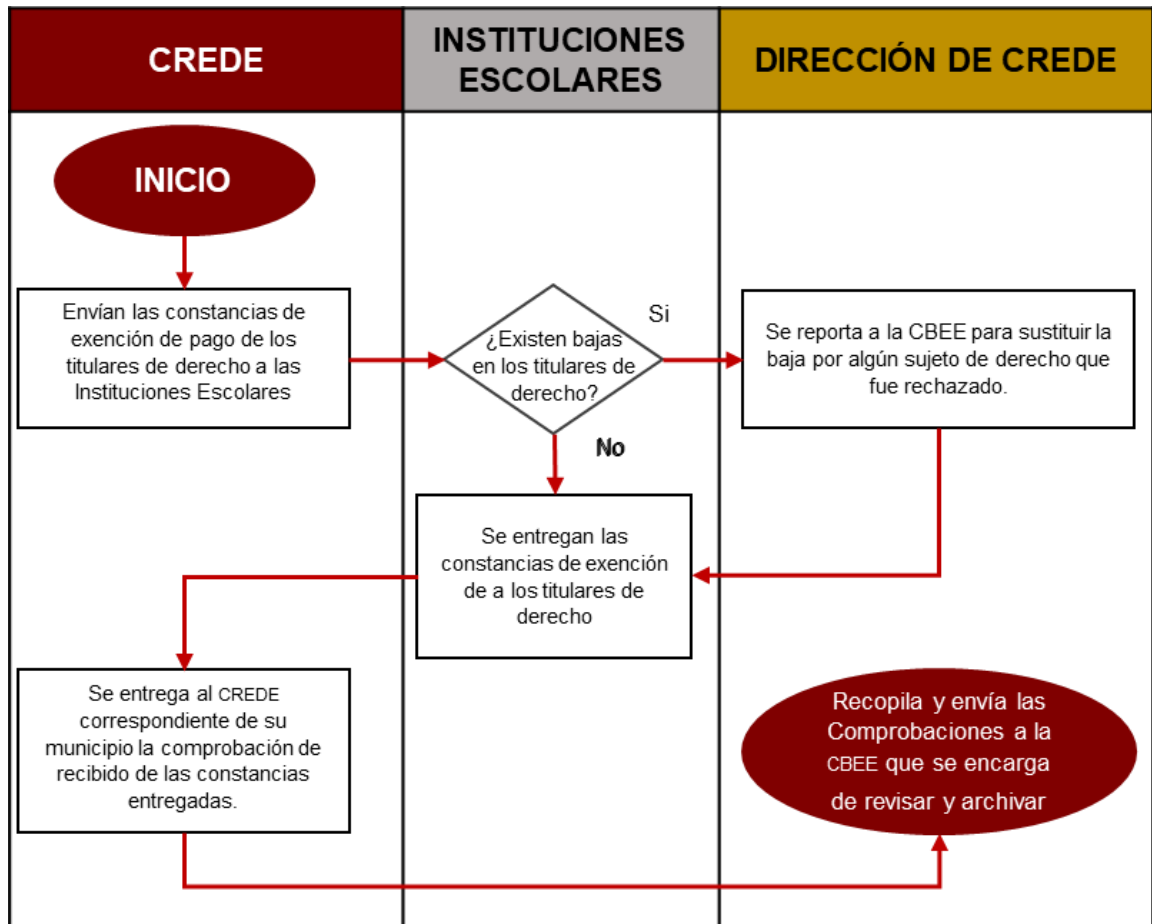 CREDE
INSTITUCIONES
ESCOLARES
DIRECCIÓN DE CREDE
INICIO
Envían las constancias de
exención de pago de los
titulares de derecho a las
Instituciones Escolares
¿Existen bajas
en los titulares de
derecho?
Si
No
Se reporta a la CBEE para sustituir la
baja por algún sujeto de derecho que
fue rechazado.
Se entregan las
constancias de exención
de a los titulares de
derecho
Se entrega al CREDE
correspondiente de su
municipio la comprobación de
recibido de las constancias
entregadas.
Recopila y envía las
Comprobaciones a la
CBEE que se encarga
de revisar y archivar